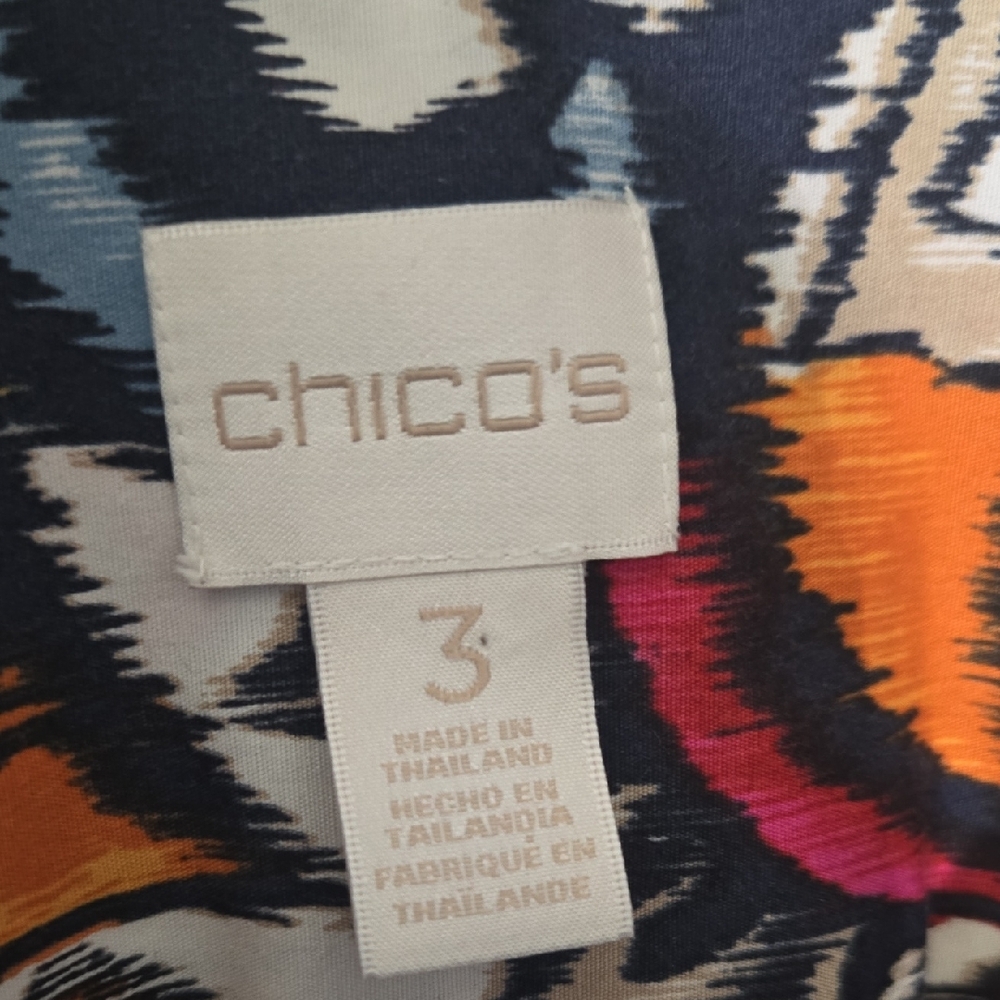 chico's
3
MADE IN
THAILAND
HECHO EN
TAILANDIA
FABRIQUÉ EN
THAÏLANDE